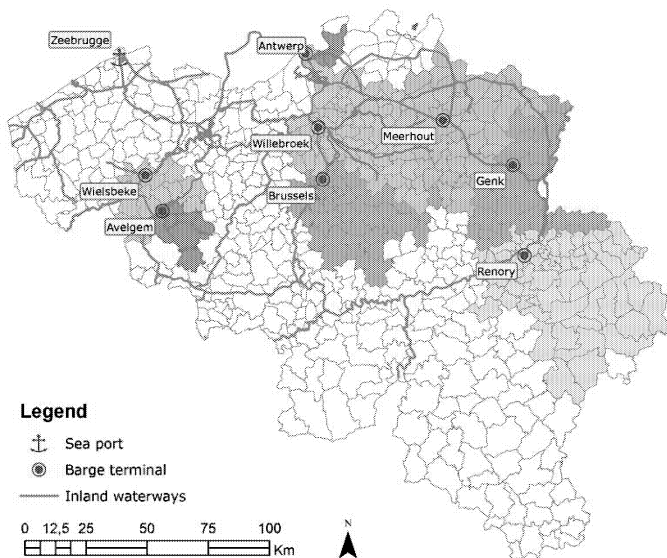 Zeebrugge
Antwerp
Willebroek
Meerhout
Wielsbeke
Brussels
Genk
Avelgem
Renory
Legend
Sea port
Barge terminal
Inland waterways
0 12,5 25 50 75 100
Km
N